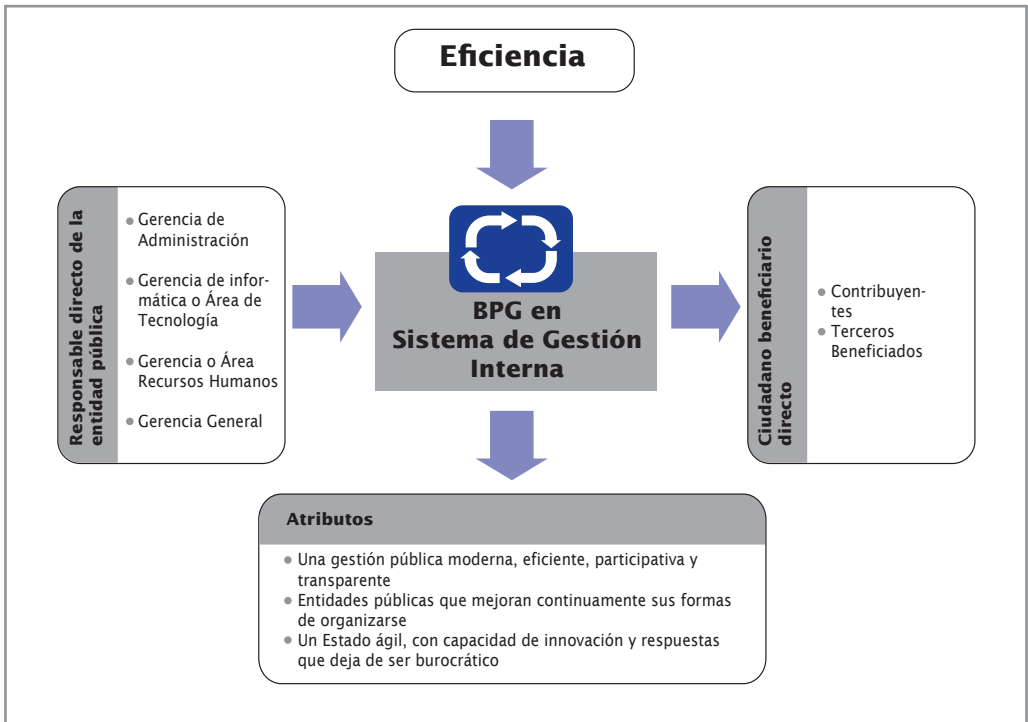 Eficiencia
Responsable directo de la
entidad pública
Gerencia de
Administración
Gerencia de infor-
mática o Área de
Tecnología
Gerencia o Área
Recursos Humanos
Gerencia General
BPG en
Sistema de Gestión
Interna
Ciudadano beneficiario
directo
Contribuyen-
tes
Terceros
Beneficiados
Atributos
Una gestión pública moderna, eficiente, participativa y
transparente
Entidades públicas que mejoran continuamente sus formas
de organizarse
Un Estado ágil, con capacidad de innovación y respuestas
que deja de ser burocrático